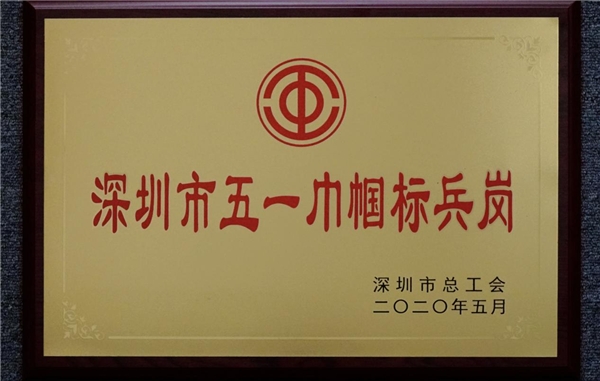 深圳市五一巾帼标兵岗
深圳市总工会
二〇二〇年五月